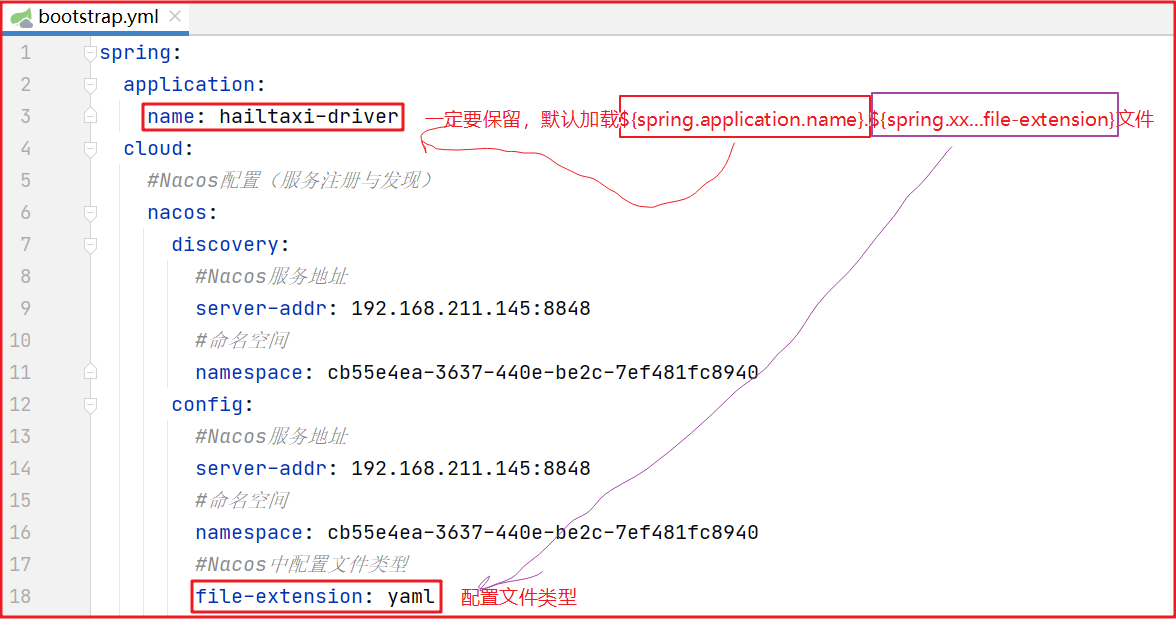 bootstrap.yml
1 spring:
2 application:
3 name: hailtaxi-driver 一定要保留，默认加载${spring.application.name}.${spring.xx...file-extension}文件
4 cloud:
5 #Nacos配置（服务注册与发现）
6 nacos:
7 discovery:
8 #Nacos服务地址
9 server-addr: 192.168.211.145:8848
10 #命名空间
11 namespace: cb55e4ea-3637-440e-be2c-7ef481fc8940
12 config:
13 #Nacos服务地址
14 server-addr: 192.168.211.145:8848
15 #命名空间
16 namespace: cb55e4ea-3637-440e-be2c-7ef481fc8940
17 #Nacos中配置文件类型
18 file-extension: yaml 配置文件类型